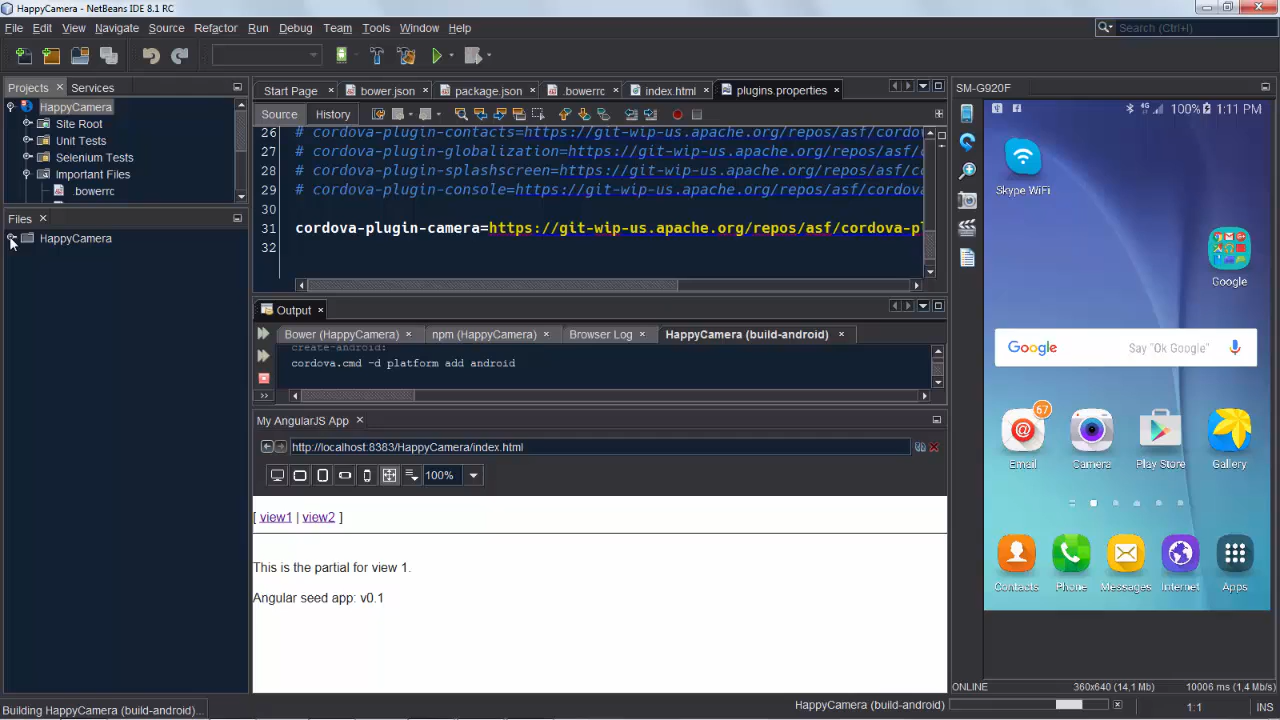 HappyCamera - NetBeans IDE 8.1 RC
File Edit View Navigate Source Refactor Run Debug Team Tools Window Help
Search (Ctrl+I)
Projects Services
Start Page bower.json package.json .bowerrc index.html plugins.properties
SM-G920F
HappyCamera
Site Root
Unit Tests
Selenium Tests
Important Files
.bowerrc
Source History
26 # cordova-plugin-contacts=https://git-wip-us.apache.org/repos/asf/cordov
27 # cordova-plugin-globalization=https://git-wip-us.apache.org/repos/asf/c
28 # cordova-plugin-splashscreen=https://git-wip-us.apache.org/repos/asf/co
29 # cordova-plugin-console=https://git-wip-us.apache.org/repos/asf/cordova
30
31 cordova-plugin-camera=https://git-wip-us.apache.org/repos/asf/cordova-pl
32
Files
HappyCamera
Output
Bower (HappyCamera) npm (HappyCamera) Browser Log HappyCamera (build-android)
create-android:
cordova.cmd -d platform add android
My AngularJS App
http://localhost:8383/HappyCamera/index.html
100%
[ view1 | view2 ]
This is the partial for view 1.
Angular seed app: v0.1
4G 100% 1:11 PM
Skype WiFi
Google
Google Say "Ok Google"
67
Email Camera Play Store Gallery
Contacts Phone Messages Internet Apps
ONLINE 360x640 (14,1 Mb) 10006 ms (1,4 Mb/s)
Building HappyCamera (build-android)...
HappyCamera (build-android)
1:1 INS